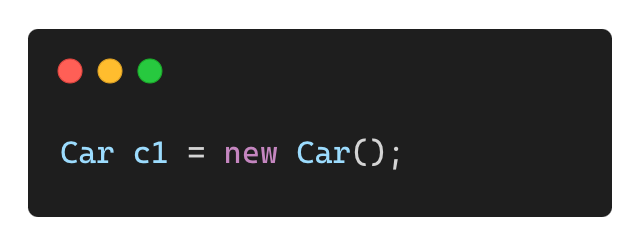 Car c1 = new Car();